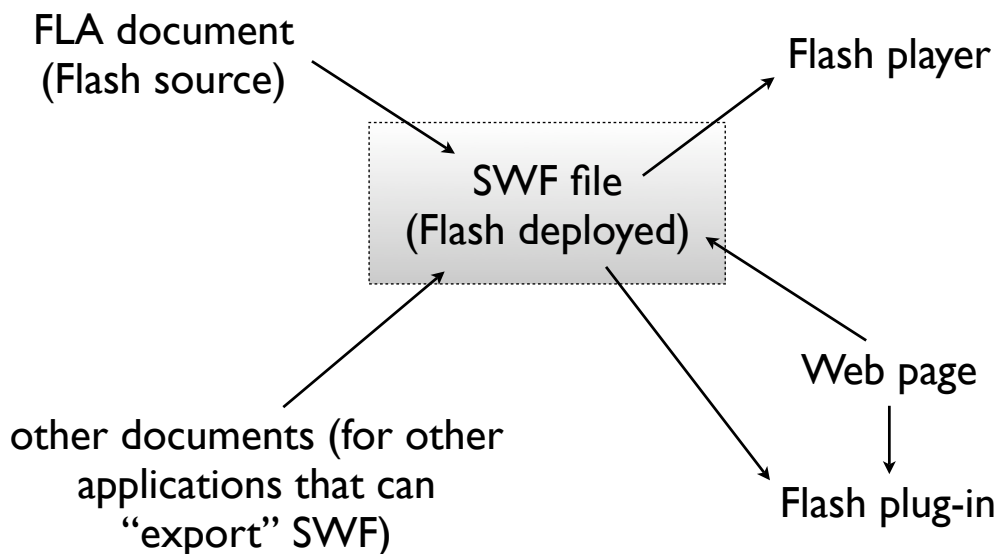 FLA document
(Flash source)
Flash player
SWF file
(Flash deployed)
Web page
other documents (for other
applications that can
“export” SWF)
Flash plug-in